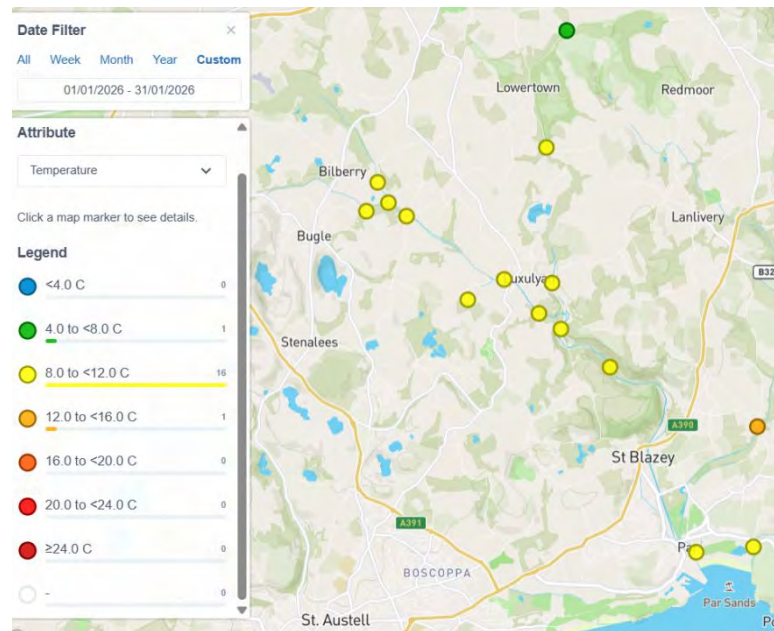 Date Filter ×
All Week Month Year Custom
01/01/2026 - 31/01/2026
Attribute
Temperature
Click a map marker to see details.
Legend
<4.0 C 0
4.0 to <8.0 C 1
8.0 to <12.0 C 16
12.0 to <16.0 C 1
16.0 to <20.0 C 0
20.0 to <24.0 C 0
≥24.0 C 0
- 0
Lowertown
Redmoor
Bilberry
Lanlivery
Bugle
B32
uxulya
Stenalees
A390
St Blazey
A391
Pa
BOSCOPPA
Par Sands
St. Austell
Po